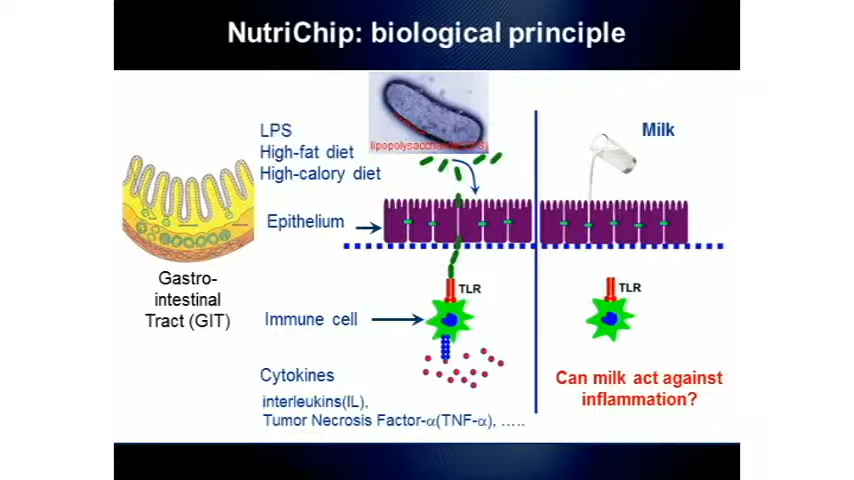 NutriChip: biological principle
LPS
High-fat diet
High-calory diet
Milk
Epithelium
Gastro-
intestinal
Tract (GIT)
TLR
Immune cell
Cytokines
interleukins(IL),
Tumor Necrosis Factor-α(TNF-α), .....
TLR
Can milk act against
inflammation?